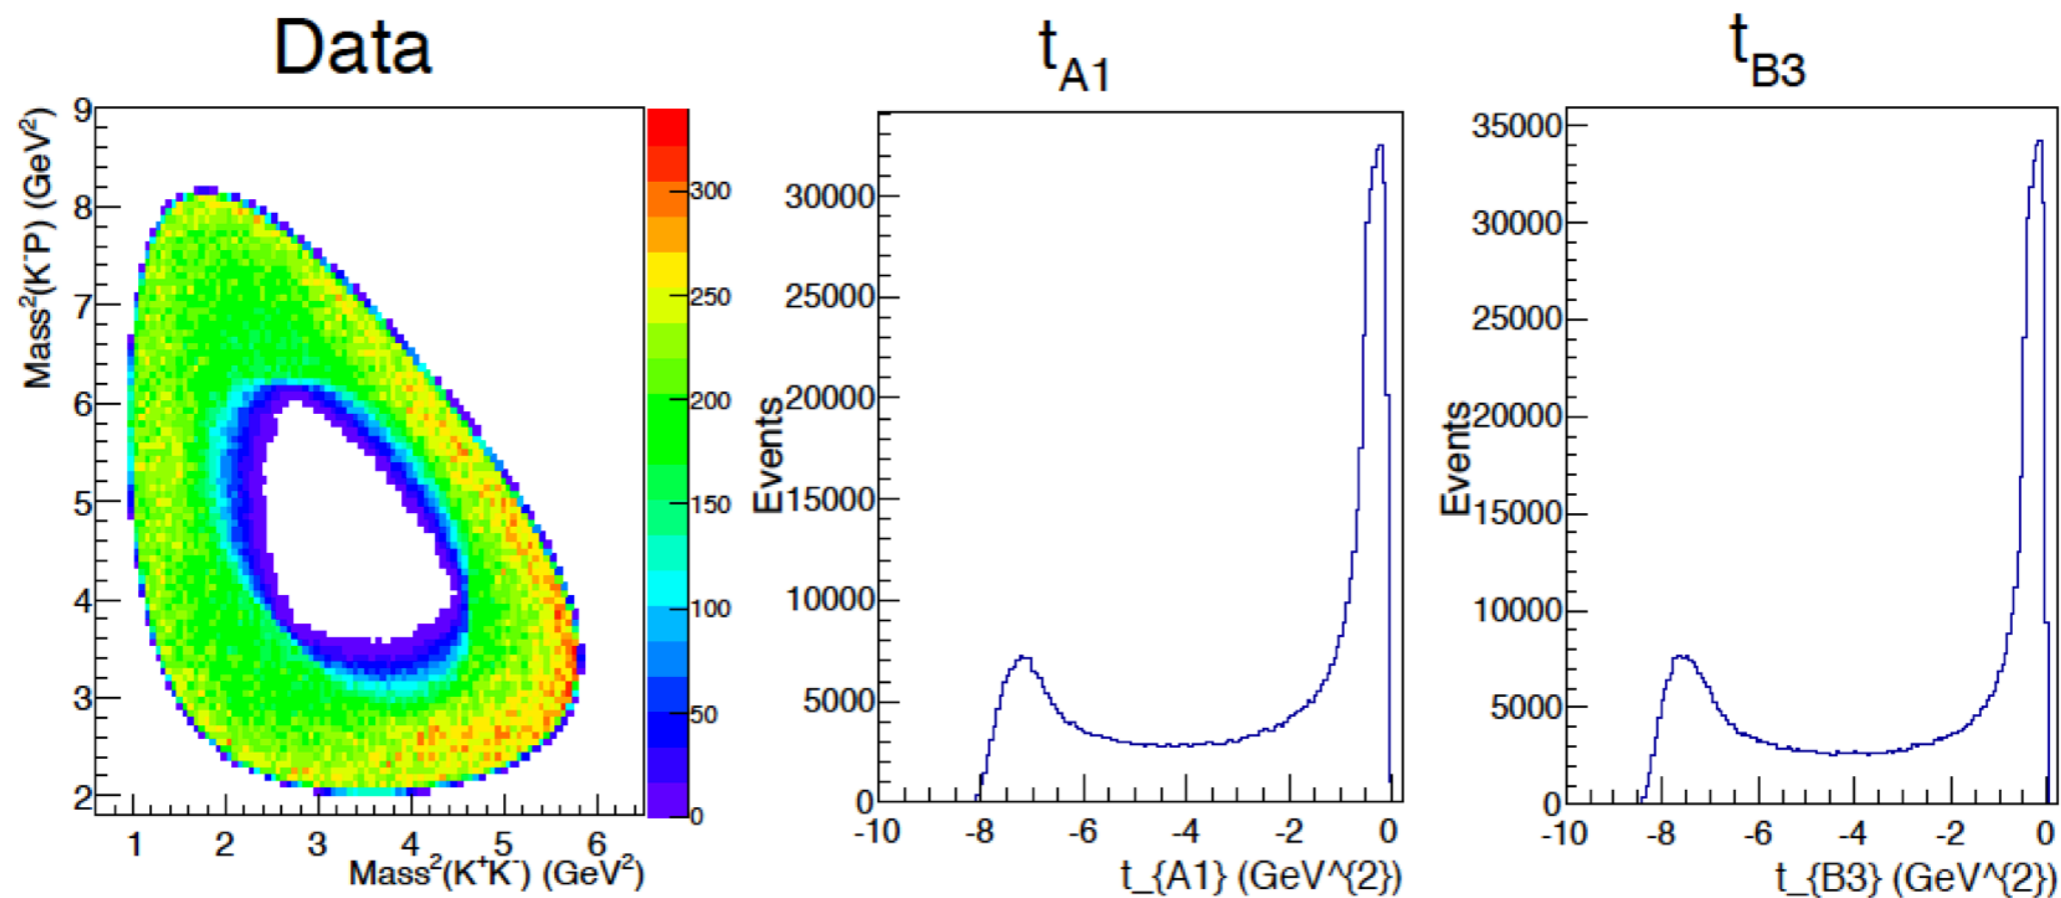 Data
Mass²(K⁻P) (GeV²)
9
8
7
6
5
4
3
2
1 2 3 4 5 6
Mass²(K⁺K⁻) (GeV²)
300
250
200
150
100
50
0
t_A1
Events
30000
25000
20000
15000
10000
5000
0
-10 -8 -6 -4 -2 0
t_{A1} (GeV^{2})
t_B3
Events
35000
30000
25000
20000
15000
10000
5000
0
-10 -8 -6 -4 -2 0
t_{B3} (GeV^{2})